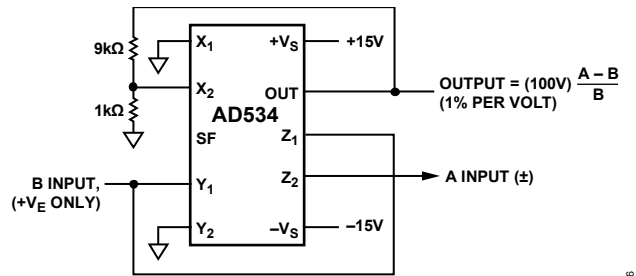 9kΩ
1kΩ
X1
X2
SF
Y1
Y2
AD534
+VS
OUT
Z1
Z2
–VS
+15V
–15V
OUTPUT = (100V) A – B
B
(1% PER VOLT)
B INPUT,
(+VE ONLY)
A INPUT (±)
6